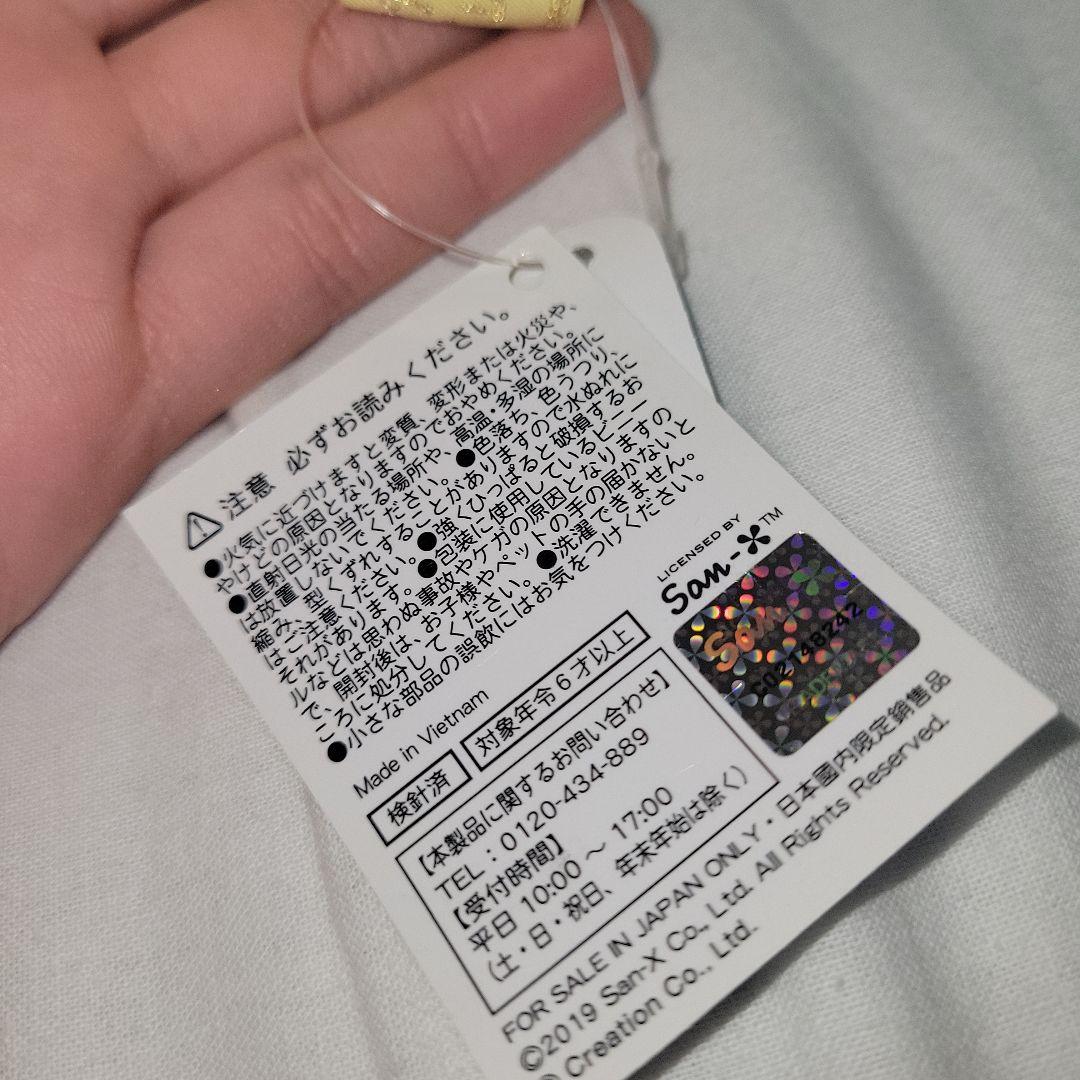 注意 必ずお読みください。
●火気に近づけますと変質、変形または火災や、
やけどの原因となりますのでおやめください。
●直射日光の当たる場所や、高温・多湿の場所に
は放置しないでください。●色落ち、色うつり、
縮み、型くずれすることがありますので水ぬれに
はご注意ください。●強くひっぱると破損するお
それがあります。●包装に使用しているビニー
ルなどは思わぬ事故やケガの原因となりますの
で、開封後は、お子様やペットの手の届かないと
ころに処分してください。●洗濯できません。
●小さな部品の誤飲にはお気をつけください。
Made in Vietnam
検針済
対象年令6才以上
LICENSED BY
San-X™
San
C02148242
【本製品に関するお問い合わせ】
TEL：0120-434-889
【受付時間】
平日 10:00 ～ 17:00
(土・日・祝日、年末年始は除く)
FOR SALE IN JAPAN ONLY・日本國内限定銷售品
©2019 San-X Co., Ltd. All Rights Reserved.
Creation Co., Ltd.